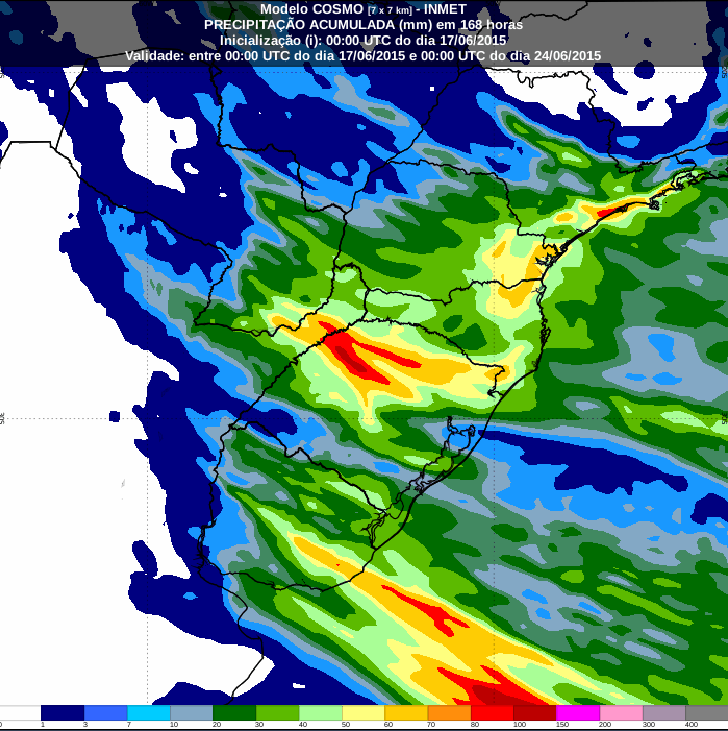 Modelo COSMO [7 x 7 km] - INMET
PRECIPITAÇÃO ACUMULADA (mm) em 168 horas
Inicialização (i): 00:00 UTC do dia 17/06/2015
Validade: entre 00:00 UTC do dia 17/06/2015 e 00:00 UTC do dia 24/06/2015
30S
0 1 3 7 10 20 30 40 50 60 70 80 100 150 200 300 400